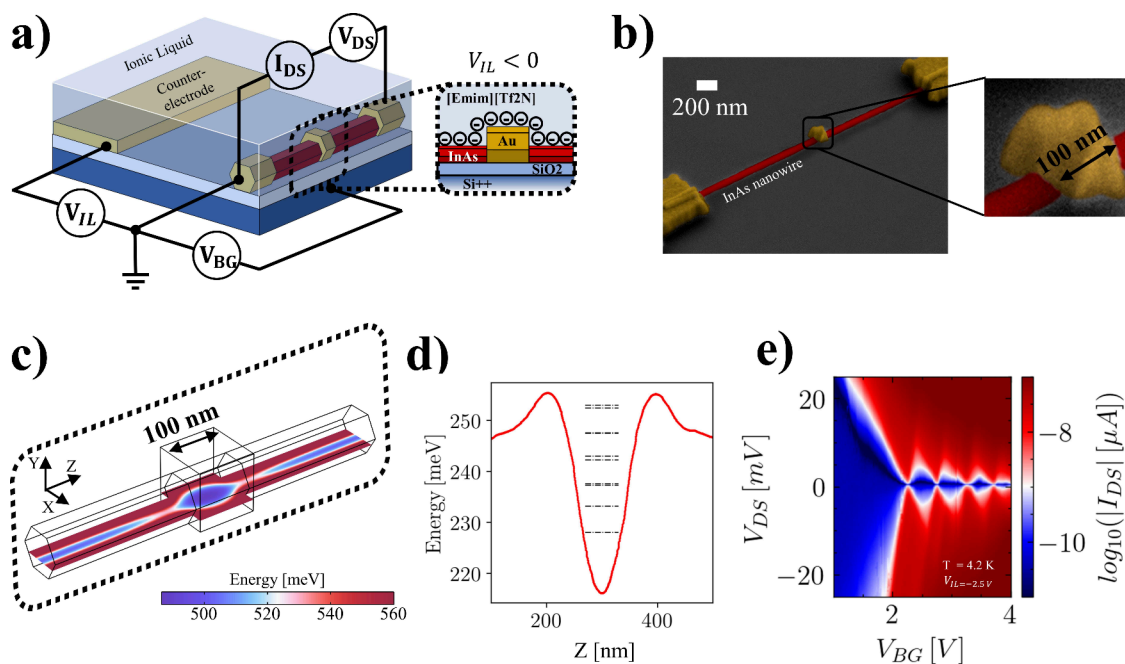 a)
Ionic Liquid
Counter-
electrode
I_DS
V_DS
V_IL
V_BG
V_IL < 0
[Emim][Tf2N]
Au
InAs
SiO2
Si++
b)
200 nm
InAs nanowire
100 nm
c)
100 nm
Y
Z
X
Energy [meV]
500 520 540 560
d)
Energy [meV]
250
240
230
220
200 400
Z [nm]
e)
V_DS [mV]
20
0
−20
T = 4.2 K
V_IL=−2.5 V
2 4
V_BG [V]
−8
−10
log10(|I_DS| [μA]